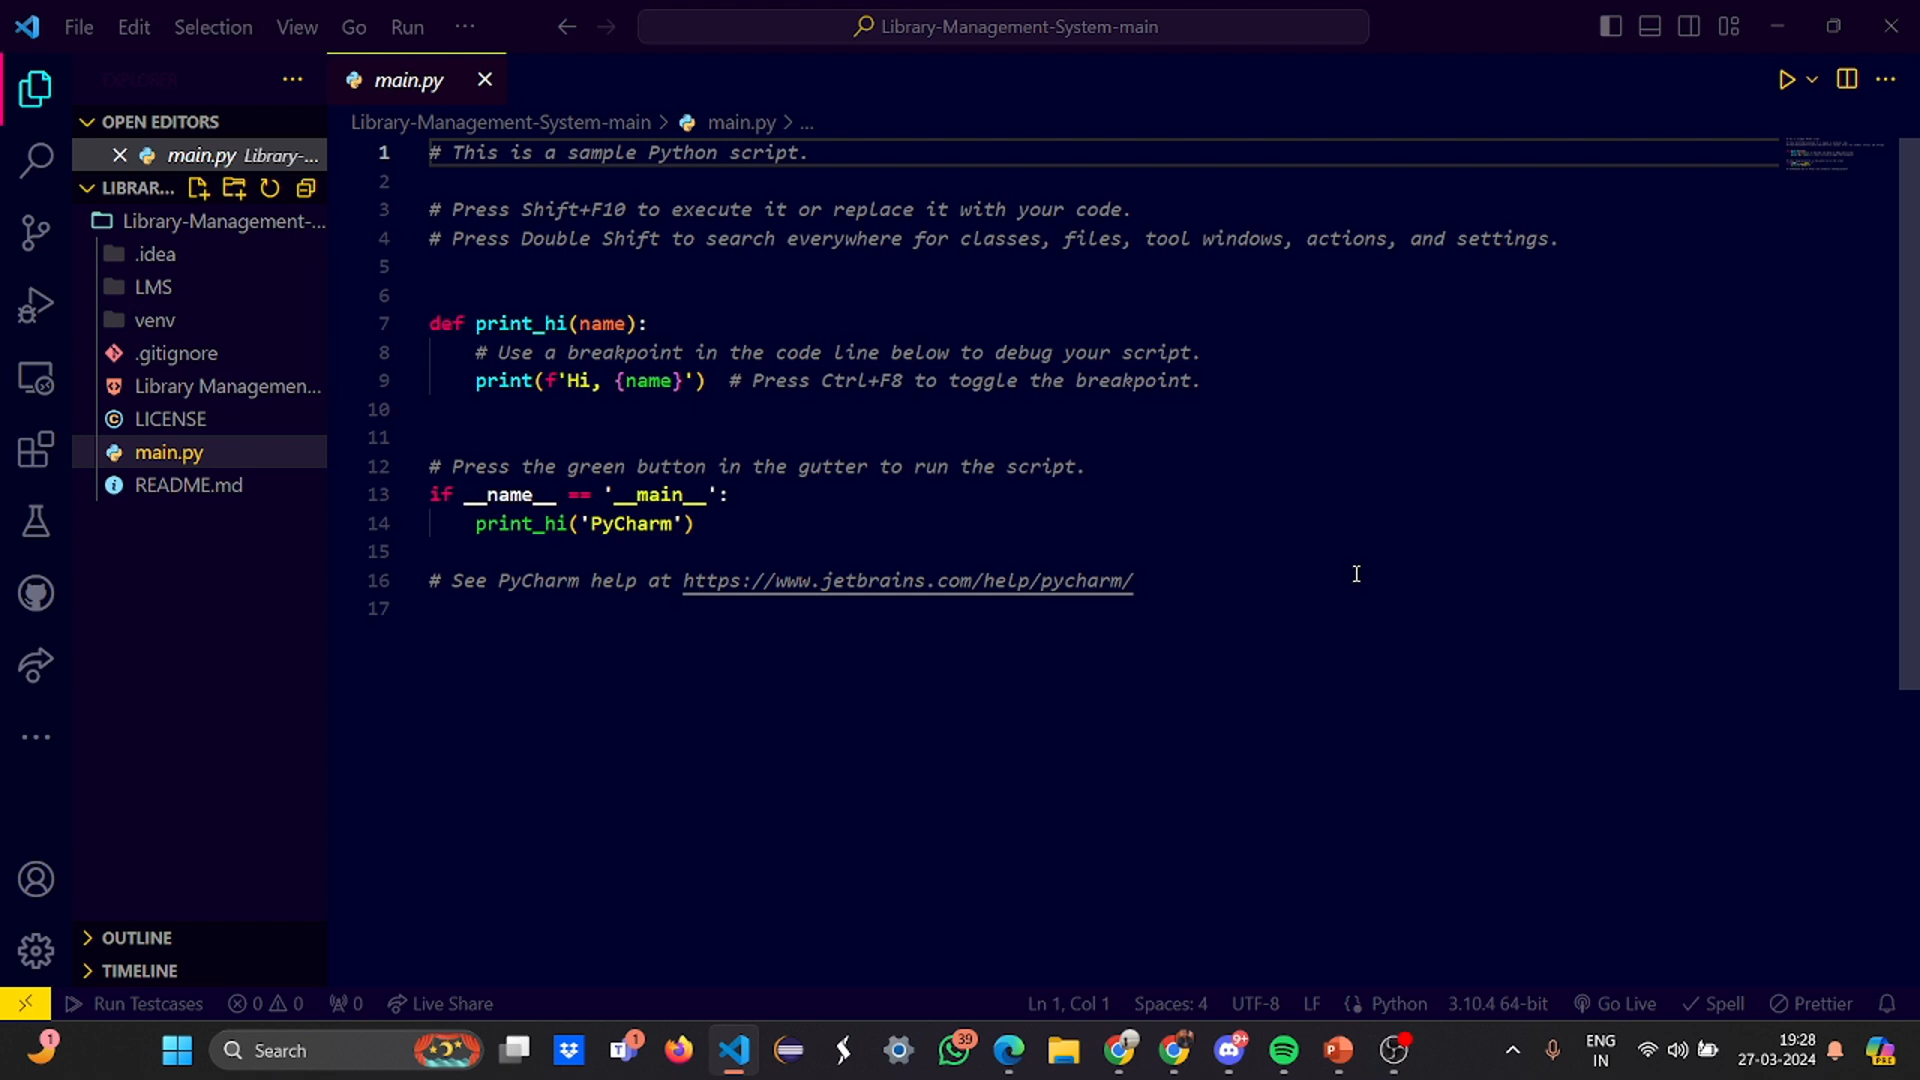 File Edit Selection View Go Run ···
Library-Management-System-main
EXPLORER
main.py
OPEN EDITORS
main.py Library-...
LIBRAR...
Library-Management-...
.idea
LMS
venv
.gitignore
Library Managemen...
LICENSE
main.py
README.md
OUTLINE
TIMELINE
Library-Management-System-main > main.py > ...
1 # This is a sample Python script.
2
3 # Press Shift+F10 to execute it or replace it with your code.
4 # Press Double Shift to search everywhere for classes, files, tool windows, actions, and settings.
5
6
7 def print_hi(name):
8 # Use a breakpoint in the code line below to debug your script.
9 print(f'Hi, {name}')  # Press Ctrl+F8 to toggle the breakpoint.
10
11
12 # Press the green button in the gutter to run the script.
13 if __name__ == '__main__':
14 print_hi('PyCharm')
15
16 # See PyCharm help at https://www.jetbrains.com/help/pycharm/
17
Run Testcases 0 0 0 Live Share Ln 1, Col 1 Spaces: 4 UTF-8 LF Python 3.10.4 64-bit Go Live Spell Prettier
1 Search 1 39 9+ ENG 19:28
IN 27-03-2024 PRE